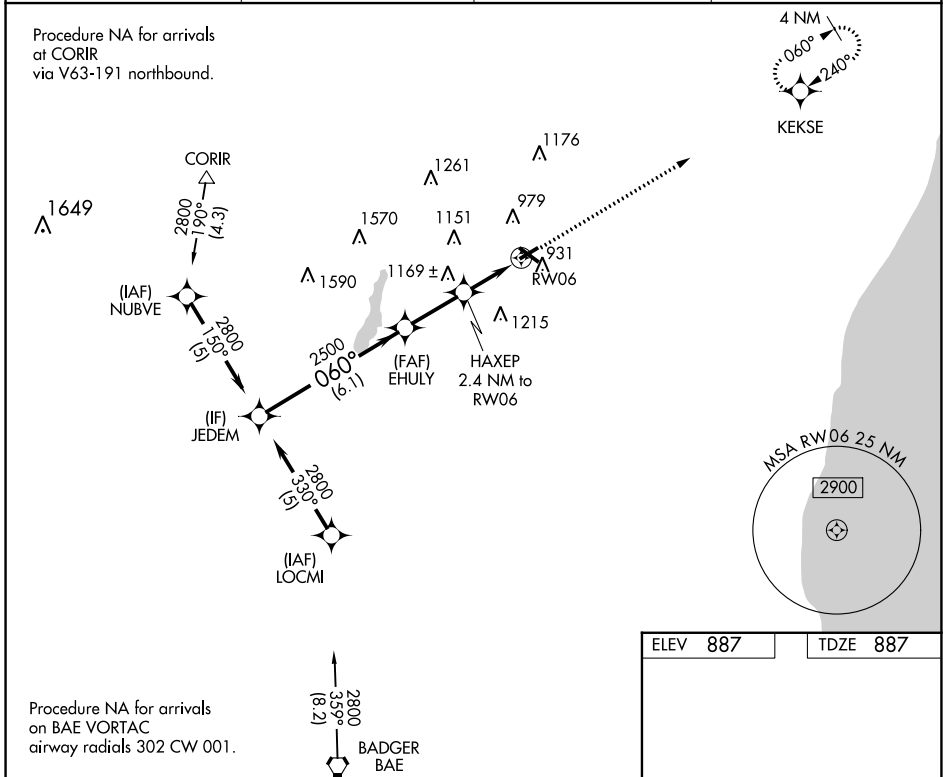 Procedure NA for arrivals
at CORIR
via V63-191 northbound.
4 NM
060°
240°
KEKSE
CORIR
2800
190°
(4.3)
1649
1261
1176
1570
1151
979
1590
1169 ±
931
RW06
1215
(IAF)
NUBVE
2800
150°
(5)
2500
060°
(6.1)
(FAF)
EHULY
HAXEP
2.4 NM to
RW06
(IF)
JEDEM
2800
330°
(5)
(IAF)
LOCMI
MSA RW06 25 NM
2900
ELEV 887
TDZE 887
2800
359°
(8.2)
Procedure NA for arrivals
on BAE VORTAC
airway radials 302 CW 001.
BADGER
BAE